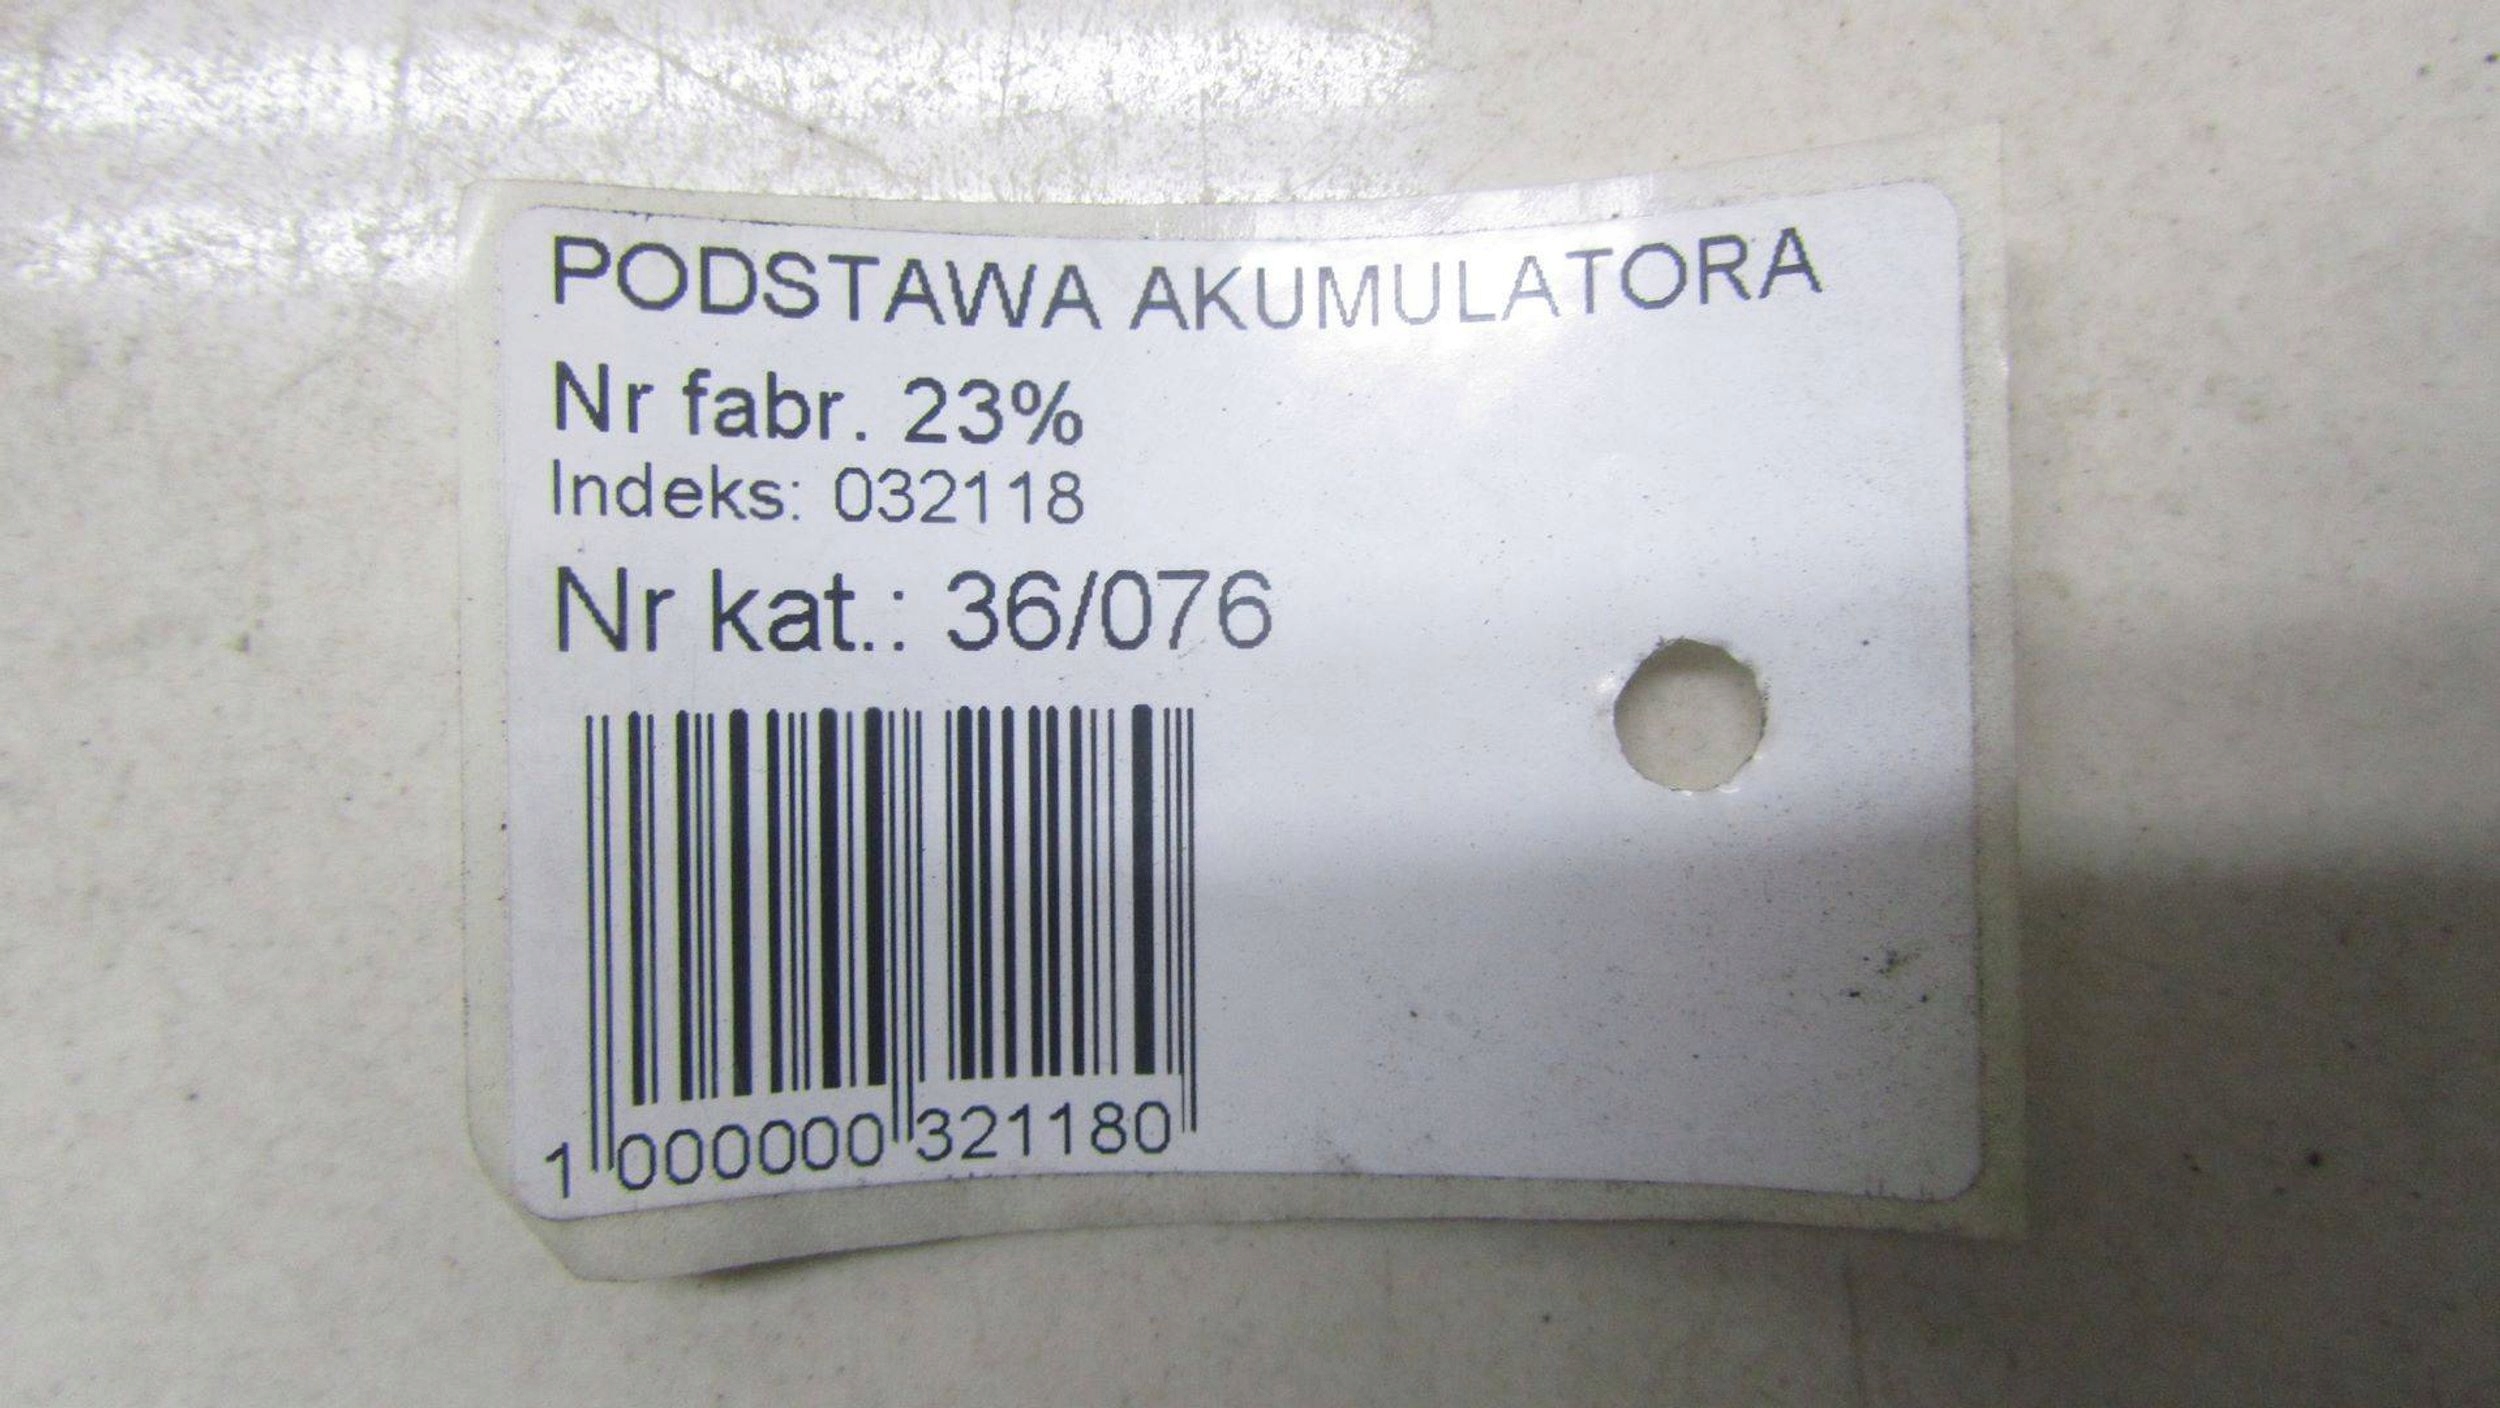 PODSTAWA AKUMULATORA
Nr fabr. 23%
Indeks: 032118
Nr kat.: 36/076
1 000000 321180